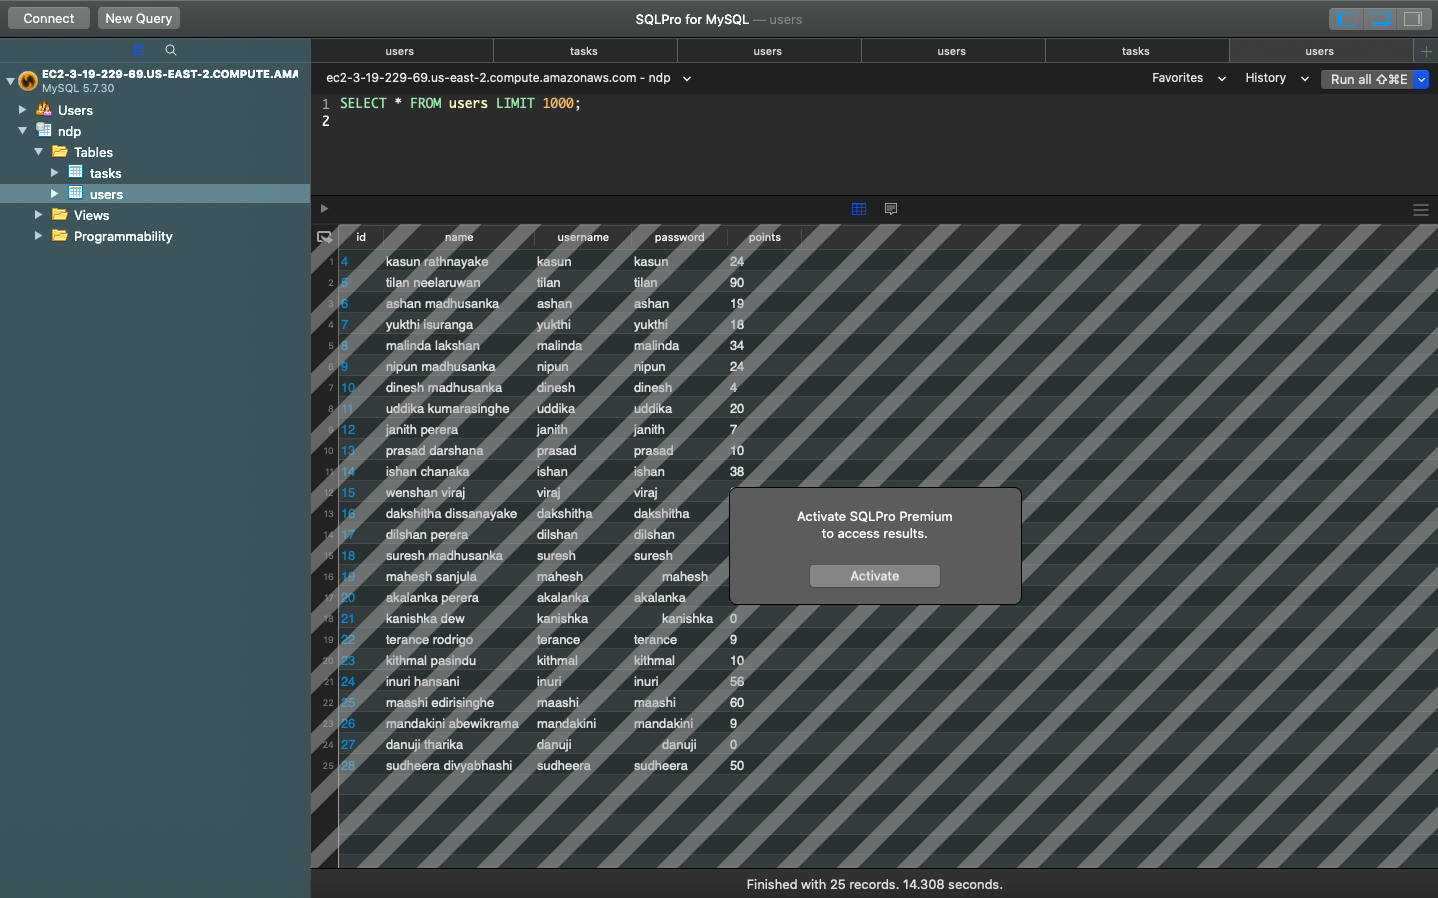 Connect New Query SQLPro for MySQL — users
users tasks users users tasks users
EC2-3-19-229-69.US-EAST-2.COMPUTE.AMA
MySQL 5.7.30
Users
ndp
Tables
tasks
users
Views
Programmability
ec2-3-19-229-69.us-east-2.compute.amazonaws.com - ndp Favorites History Run all ⇧⌘E
1 SELECT * FROM users LIMIT 1000;
2
id name username password points
1 4 kasun rathnayake kasun kasun 24
2 5 tilan neelaruwan tilan tilan 90
3 6 ashan madhusanka ashan ashan 19
4 7 yukthi isuranga yukthi yukthi 18
5 8 malinda lakshan malinda malinda 34
6 9 nipun madhusanka nipun nipun 24
7 10 dinesh madhusanka dinesh dinesh 4
8 11 uddika kumarasinghe uddika uddika 20
9 12 janith perera janith janith 7
10 13 prasad darshana prasad prasad 10
11 14 ishan chanaka ishan ishan 38
12 15 wenshan viraj viraj viraj
13 16 dakshitha dissanayake dakshitha dakshitha
14 17 dilshan perera dilshan dilshan
15 18 suresh madhusanka suresh suresh
16 19 mahesh sanjula mahesh mahesh
17 20 akalanka perera akalanka akalanka
18 21 kanishka dew kanishka kanishka 0
19 22 terance rodrigo terance terance 9
20 23 kithmal pasindu kithmal kithmal 10
21 24 inuri hansani inuri inuri 56
22 25 maashi edirisinghe maashi maashi 60
23 26 mandakini abewikrama mandakini mandakini 9
24 27 danuji tharika danuji danuji 0
25 28 sudheera divyabhashi sudheera sudheera 50
Activate SQLPro Premium
to access results.
Activate
Finished with 25 records. 14.308 seconds.